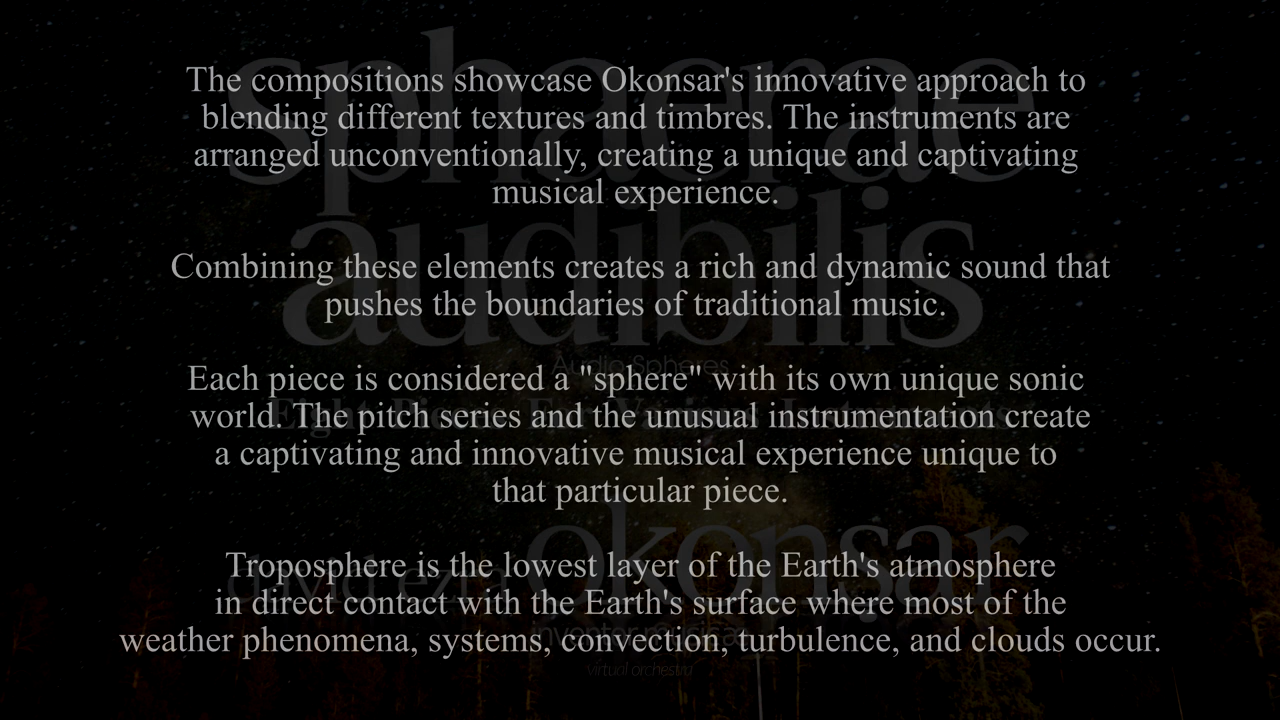 sphaerae
audibilis
The compositions showcase Okonsar's innovative approach to
blending different textures and timbres. The instruments are
arranged unconventionally, creating a unique and captivating
musical experience.
Combining these elements creates a rich and dynamic sound that
pushes the boundaries of traditional music.
Audio Spheres
Each piece is considered a "sphere" with its own unique sonic
world. The pitch series and the unusual instrumentation create
a captivating and innovative musical experience unique to
that particular piece.
okonsar
Troposphere is the lowest layer of the Earth's atmosphere
in direct contact with the Earth's surface where most of the
weather phenomena, systems, convection, turbulence, and clouds occur.
virtual orchestra